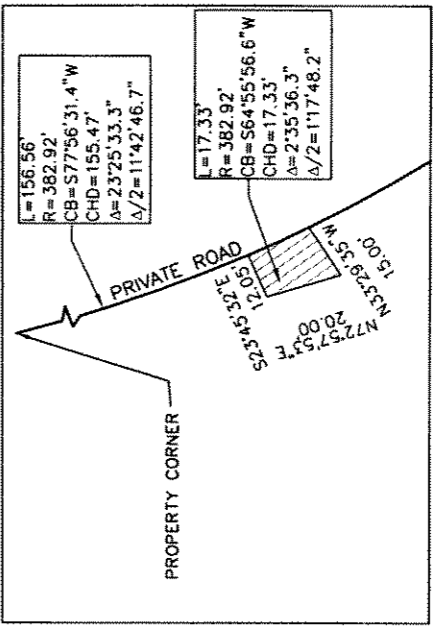 L=156.56'
R=382.92'
CB=S77°56'31.4"W
CHD=155.47'
Δ=23°25'33.3"
Δ/2=11°42'46.7"
L=17.33'
R=382.92'
CB=S64°55'56.6"W
CHD=17.33'
Δ=2°35'36.3"
Δ/2=1°17'48.2"
PRIVATE ROAD
PROPERTY CORNER
S23°45'32"E
12.05'
N72°57'53"E
20.00'
N33°29'35"W
15.00'